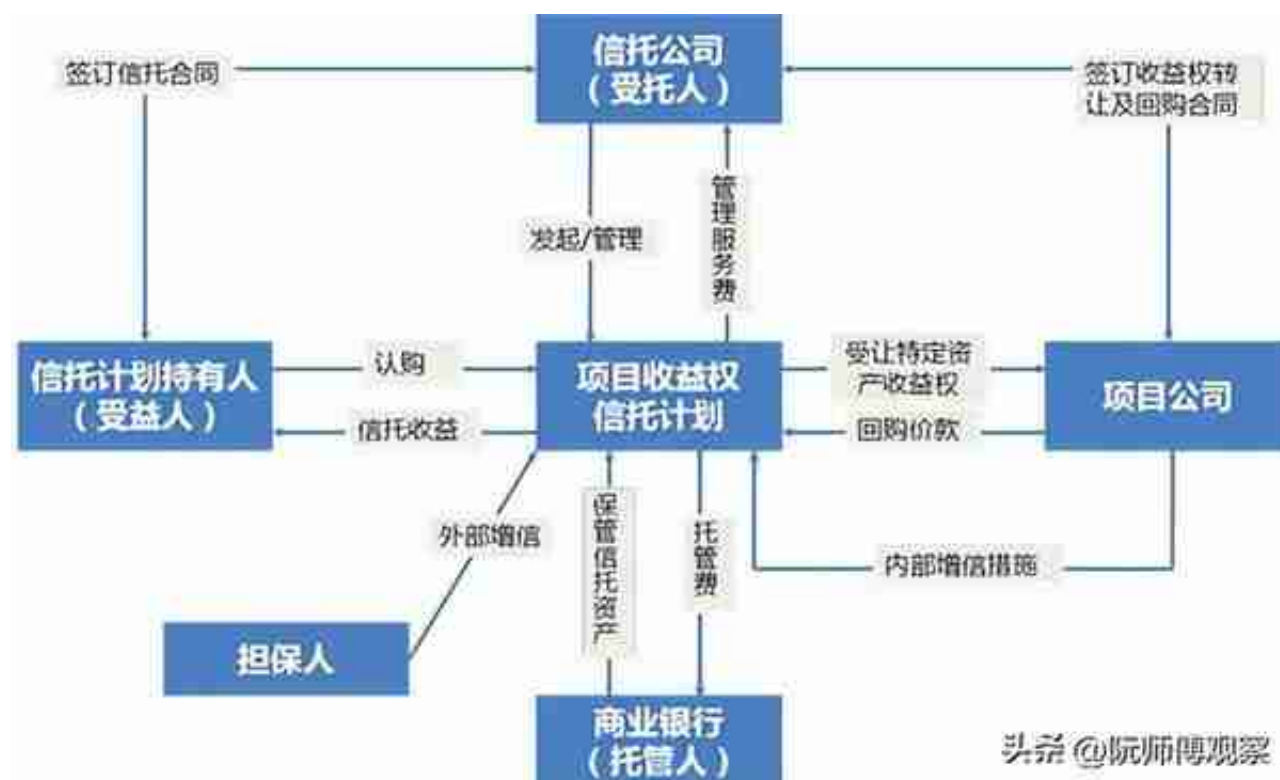 信托公司
（受托人）
签订信托合同
签订收益权转
让及回购合同
发起/管理
管理服务费
信托计划持有人
（受益人）
认购
信托收益
项目收益权
信托计划
受让特定资
产收益权
回购价款
项目公司
外部增信
保管信托资产
托管费
内部增信措施
担保人
商业银行
（托管人）
头条 @阮师傅观察